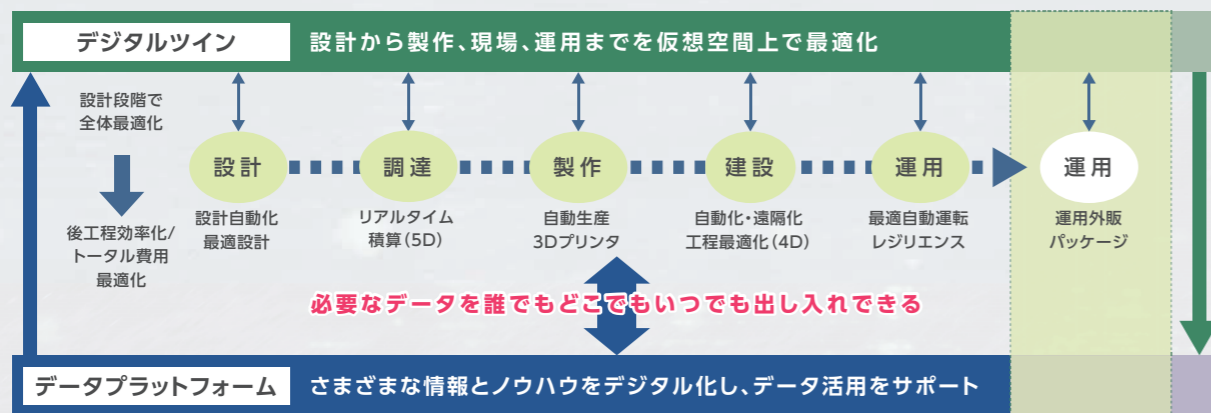 デジタルツイン
設計から製作、現場、運用までを仮想空間上で最適化
設計段階で
全体最適化
後工程効率化/
トータル費用
最適化
設計
設計自動化
最適設計
調達
リアルタイム
積算(5D)
製作
自動生産
3Dプリンタ
建設
自動化・遠隔化
工程最適化(4D)
運用
最適自動運転
レジリエンス
運用
運用外販
パッケージ
必要なデータを誰でもどこでもいつでも出し入れできる
データプラットフォーム
さまざまな情報とノウハウをデジタル化し、データ活用をサポート